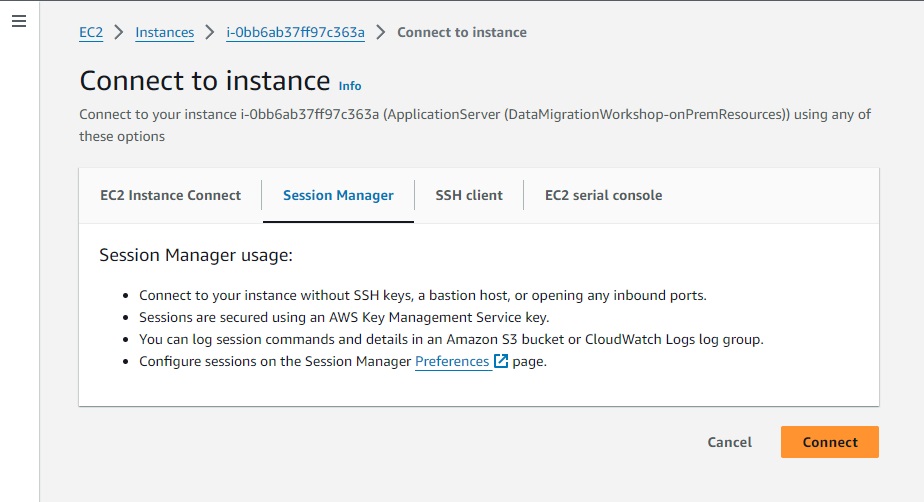 EC2 > Instances > i-0bb6ab37ff97c363a > Connect to instance
Connect to instance Info
Connect to your instance i-0bb6ab37ff97c363a (ApplicationServer (DataMigrationWorkshop-onPremResources)) using any of
these options
EC2 Instance Connect Session Manager SSH client EC2 serial console
Session Manager usage:
• Connect to your instance without SSH keys, a bastion host, or opening any inbound ports.
• Sessions are secured using an AWS Key Management Service key.
• You can log session commands and details in an Amazon S3 bucket or CloudWatch Logs log group.
• Configure sessions on the Session Manager Preferences page.
Cancel Connect